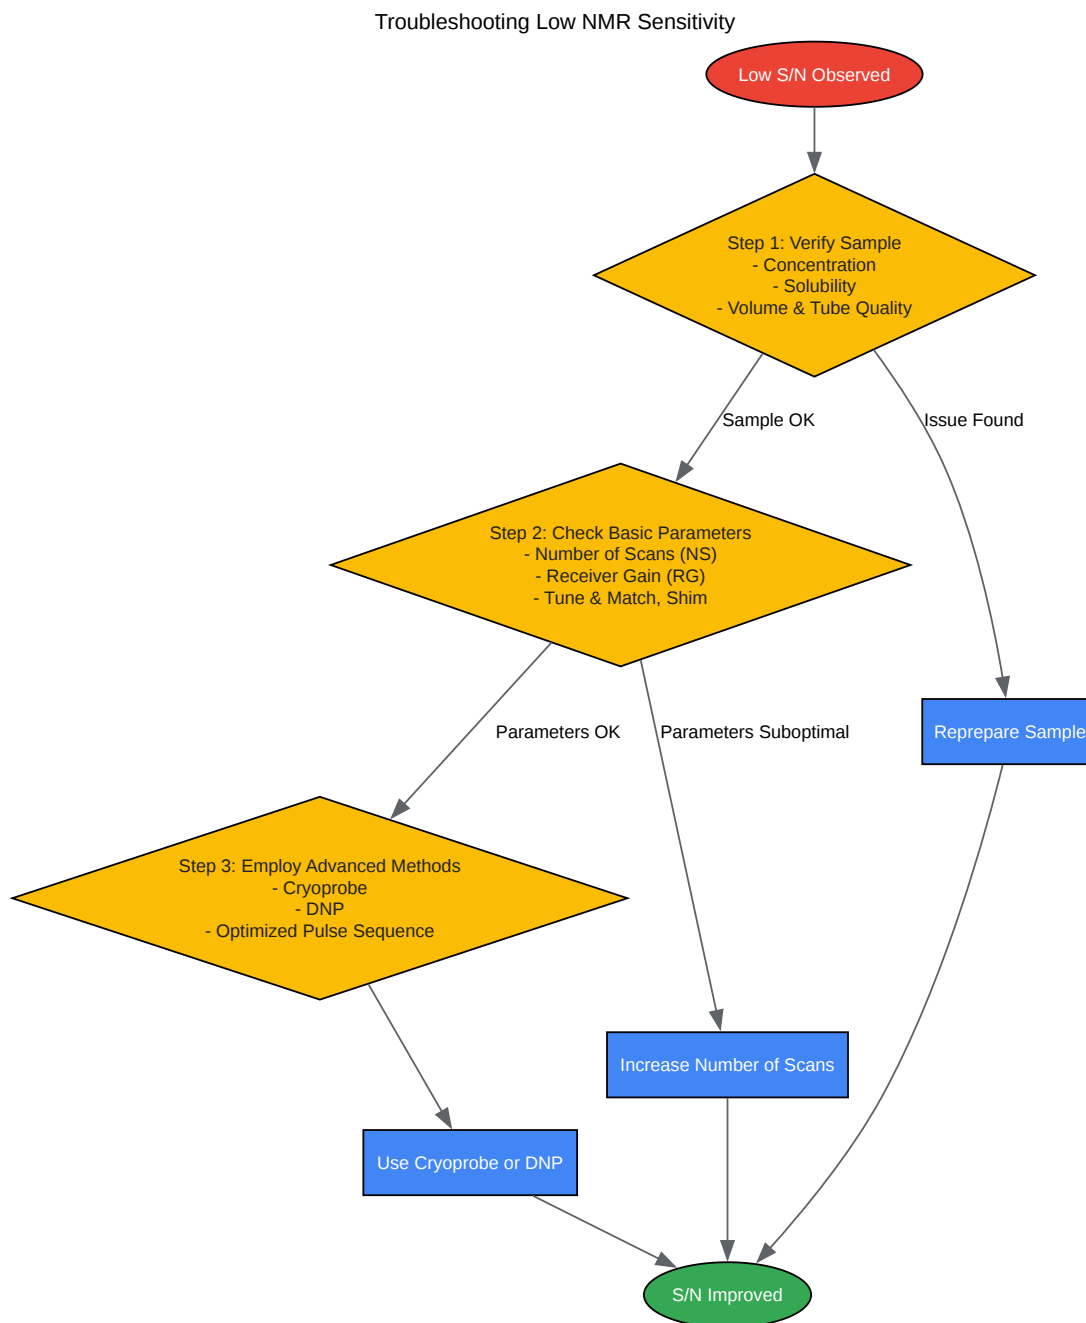 Troubleshooting Low NMR Sensitivity
Low S/N Observed
Step 1: Verify Sample
- Concentration
- Solubility
- Volume & Tube Quality
Sample OK
Issue Found
Step 2: Check Basic Parameters
- Number of Scans (NS)
- Receiver Gain (RG)
- Tune & Match, Shim
Parameters OK
Parameters Suboptimal
Reprepare Sample
Step 3: Employ Advanced Methods
- Cryoprobe
- DNP
- Optimized Pulse Sequence
Increase Number of Scans
Use Cryoprobe or DNP
S/N Improved